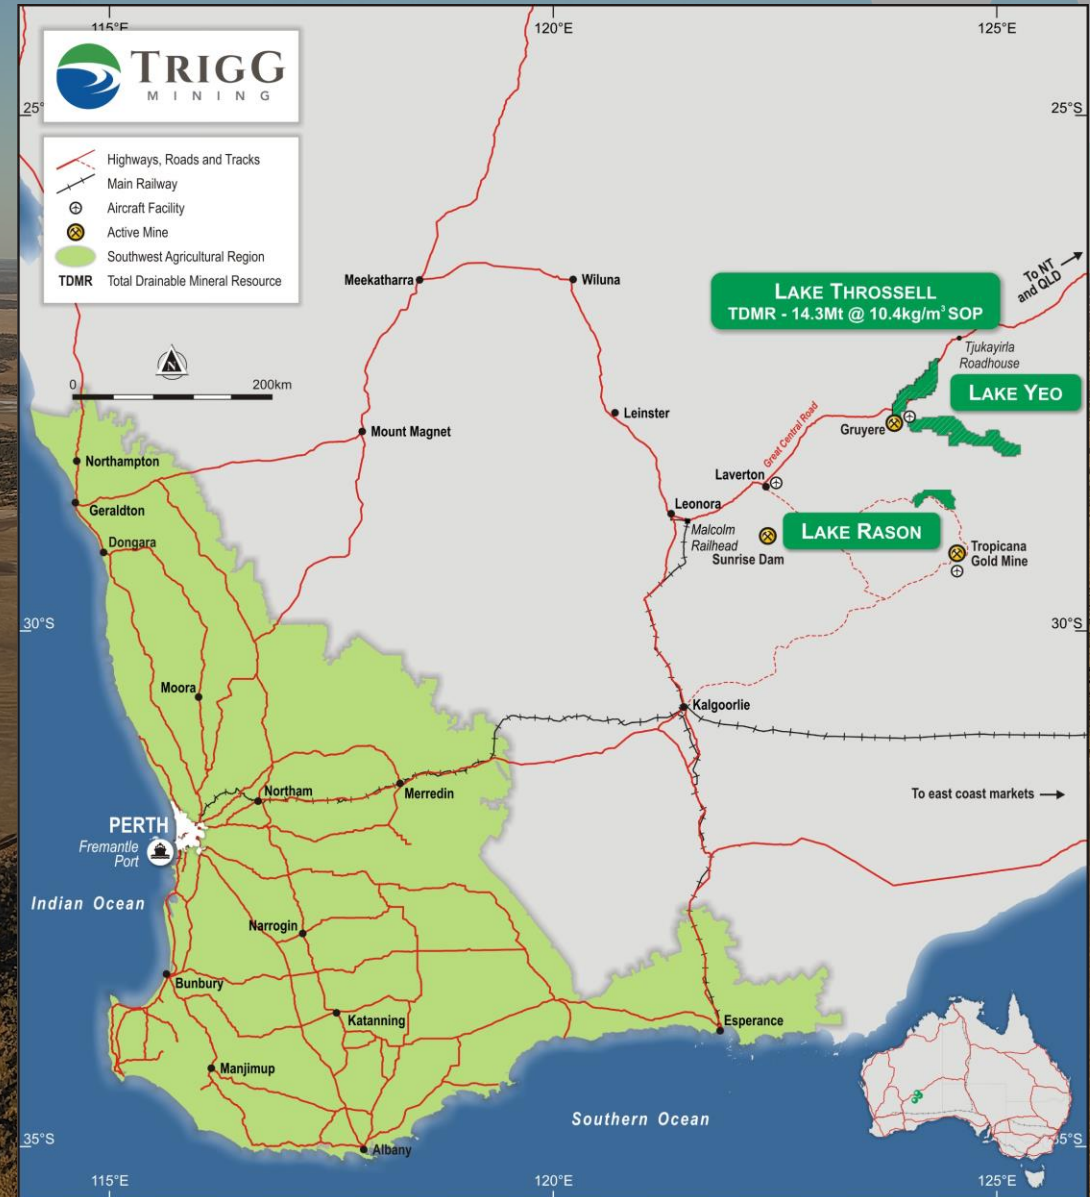 115°E
120°E
125°E
TRIGG
MINING
25°
25°S
Highways, Roads and Tracks
Main Railway
Aircraft Facility
Active Mine
Southwest Agricultural Region
TDMR Total Drainable Mineral Resource
N
0 200km
Meekatharra
Wiluna
To NT
and QLD
LAKE THROSSELL
TDMR - 14.3Mt @ 10.4kg/m³ SOP
Tjukayirla
Roadhouse
LAKE YEO
Leinster
Great Central Road
Gruyere
Mount Magnet
Northampton
Laverton
Geraldton
Leonora
Malcolm
Railhead
LAKE RASON
Sunrise Dam
Tropicana
Gold Mine
Dongara
30°S
30°S
Moora
Kalgoorlie
Northam
Merredin
To east coast markets
PERTH
Fremantle
Port
Indian Ocean
Narrogin
Bunbury
Katanning
Esperance
Manjimup
Southern Ocean
Albany
35°S
35°S
115°E
120°E
125°E